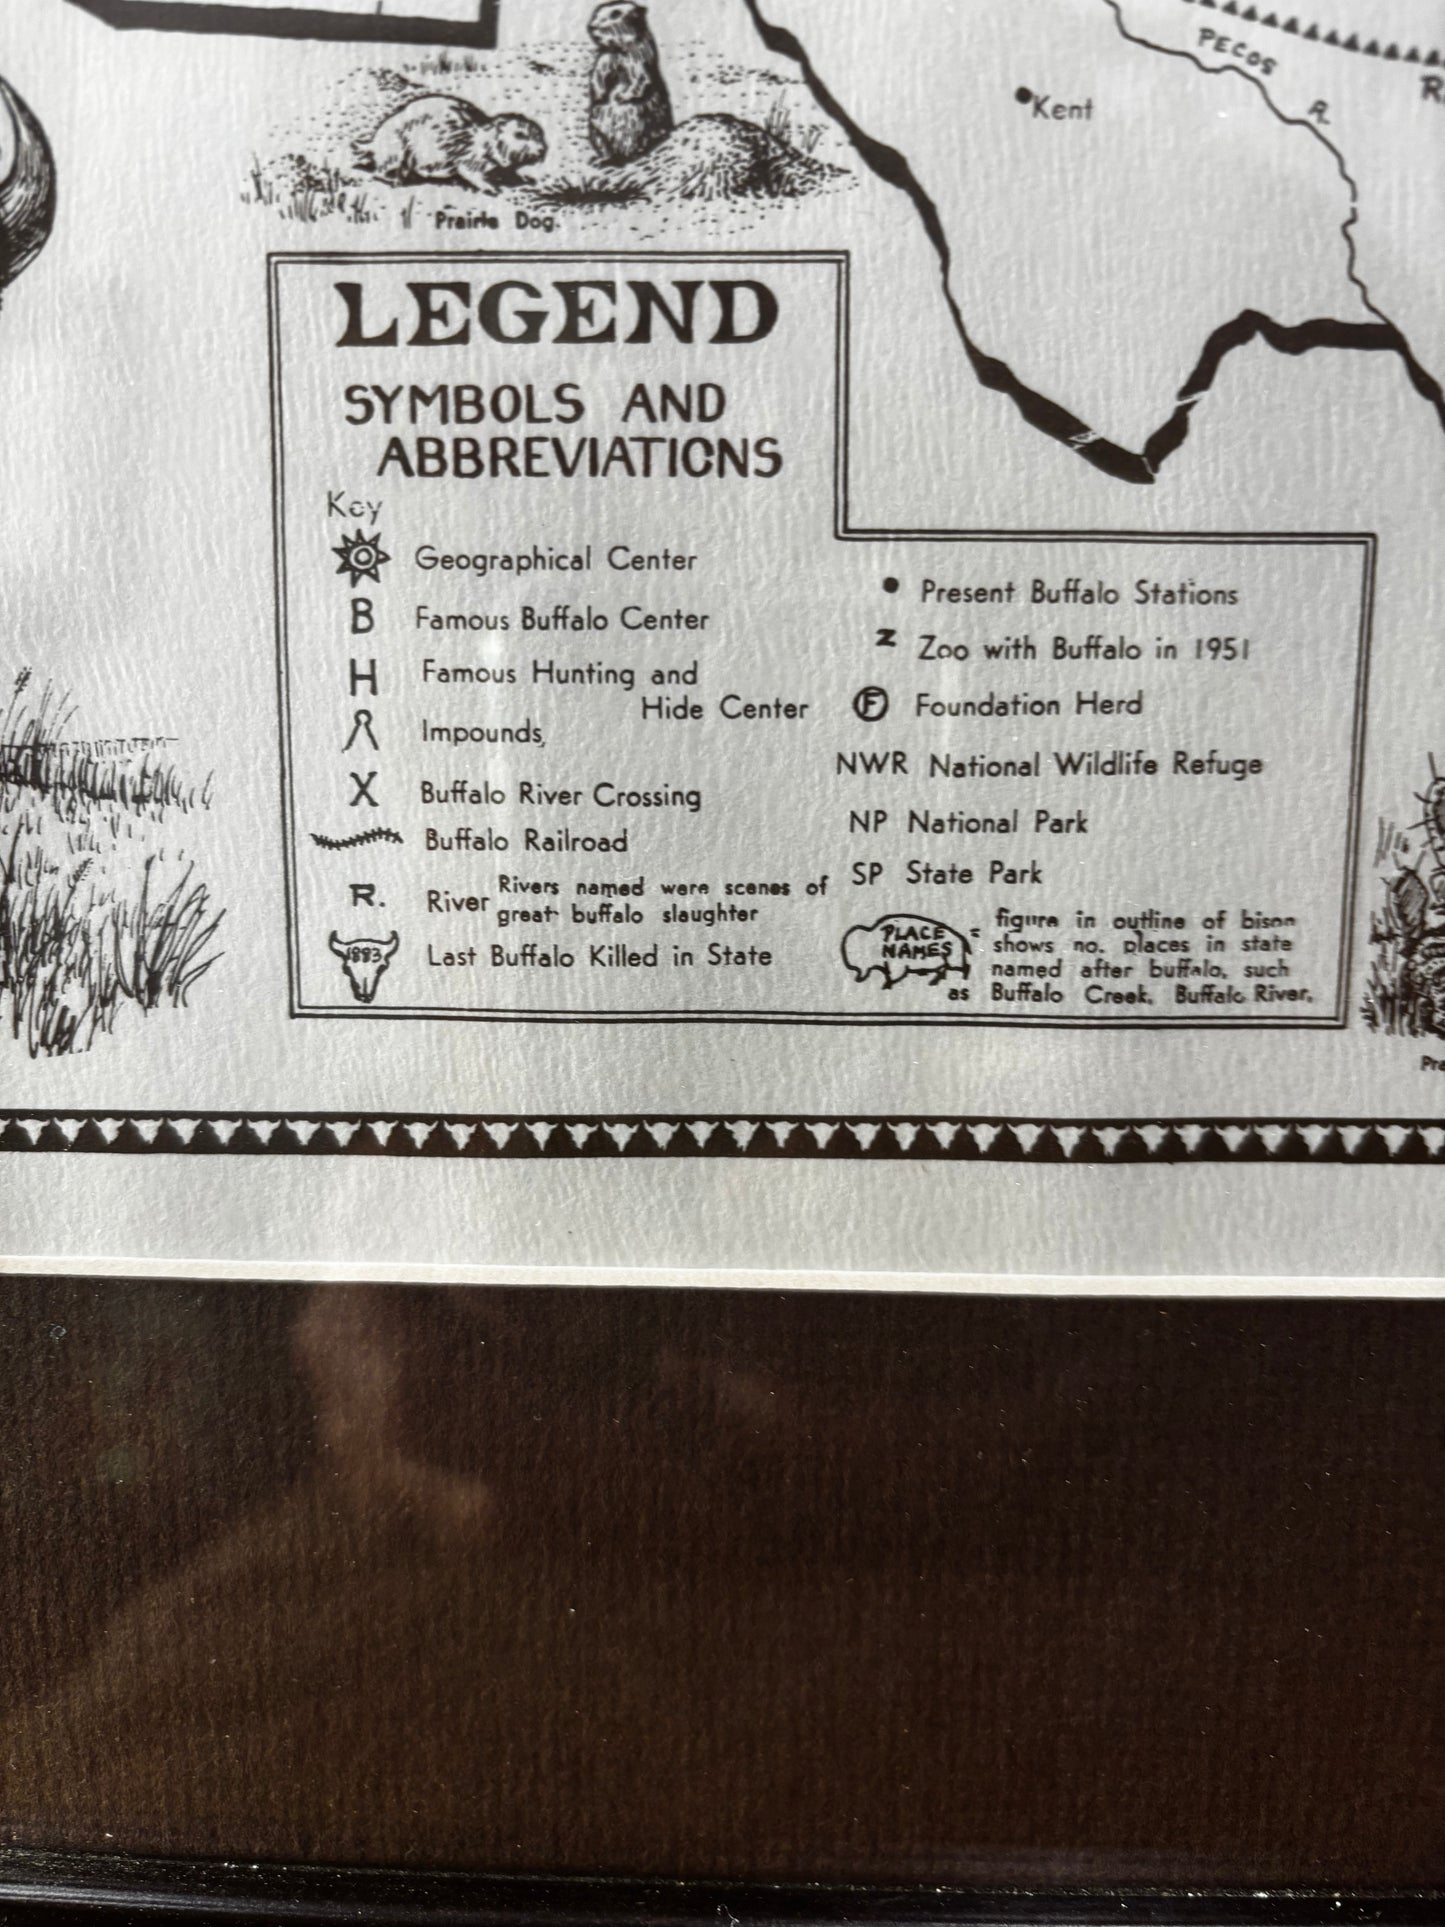 PECOS
R.
Kent
Prairie Dog.
LEGEND
SYMBOLS AND
ABBREVIATIONS
Key
Geographical Center
B Famous Buffalo Center
H Famous Hunting and
Hide Center
Impounds,
X Buffalo River Crossing
Buffalo Railroad
R. River Rivers named were scenes of
great buffalo slaughter
1883 Last Buffalo Killed in State
Present Buffalo Stations
Z Zoo with Buffalo in 1951
F Foundation Herd
NWR National Wildlife Refuge
NP National Park
SP State Park
PLACE
NAMES
= figure in outline of bison
shows no. places in state
named after buffalo, such
as Buffalo Creek, Buffalo River.